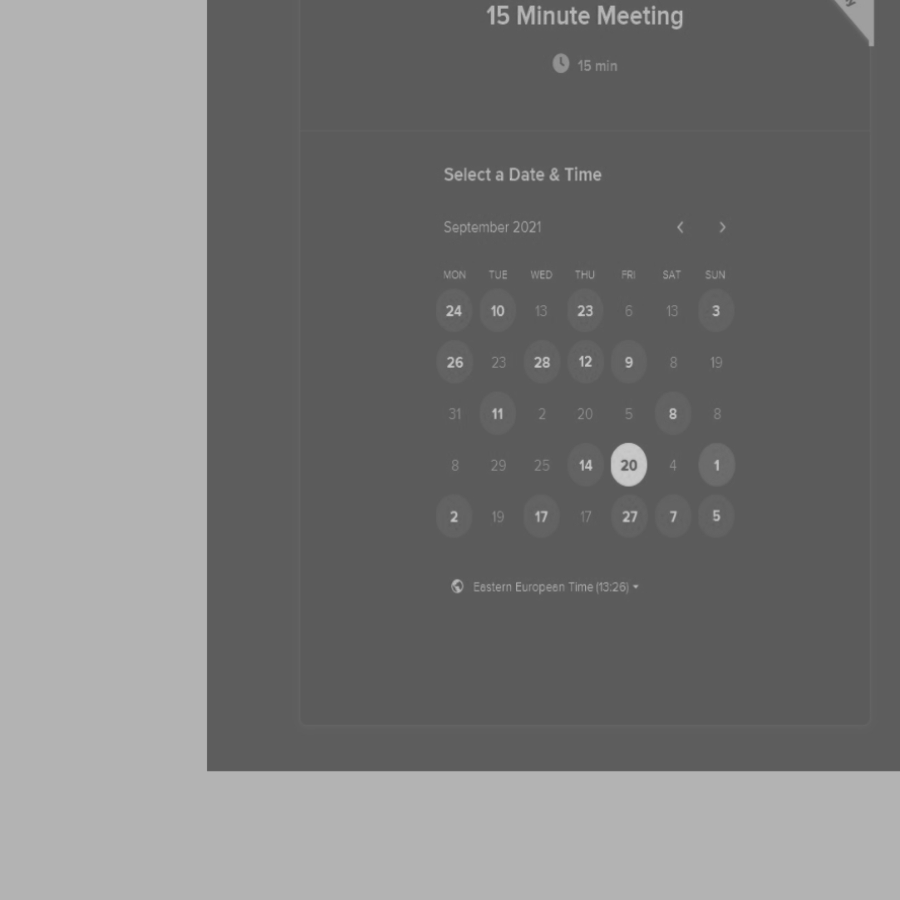 15 Minute Meeting
15 min
Select a Date & Time
September 2021
MON TUE WED THU FRI SAT SUN
24 10 13 23 6 13 3
26 23 28 12 9 8 19
31 11 2 20 5 8 8
8 29 25 14 20 4 1
2 19 17 17 27 7 5
Eastern European Time (13:26)